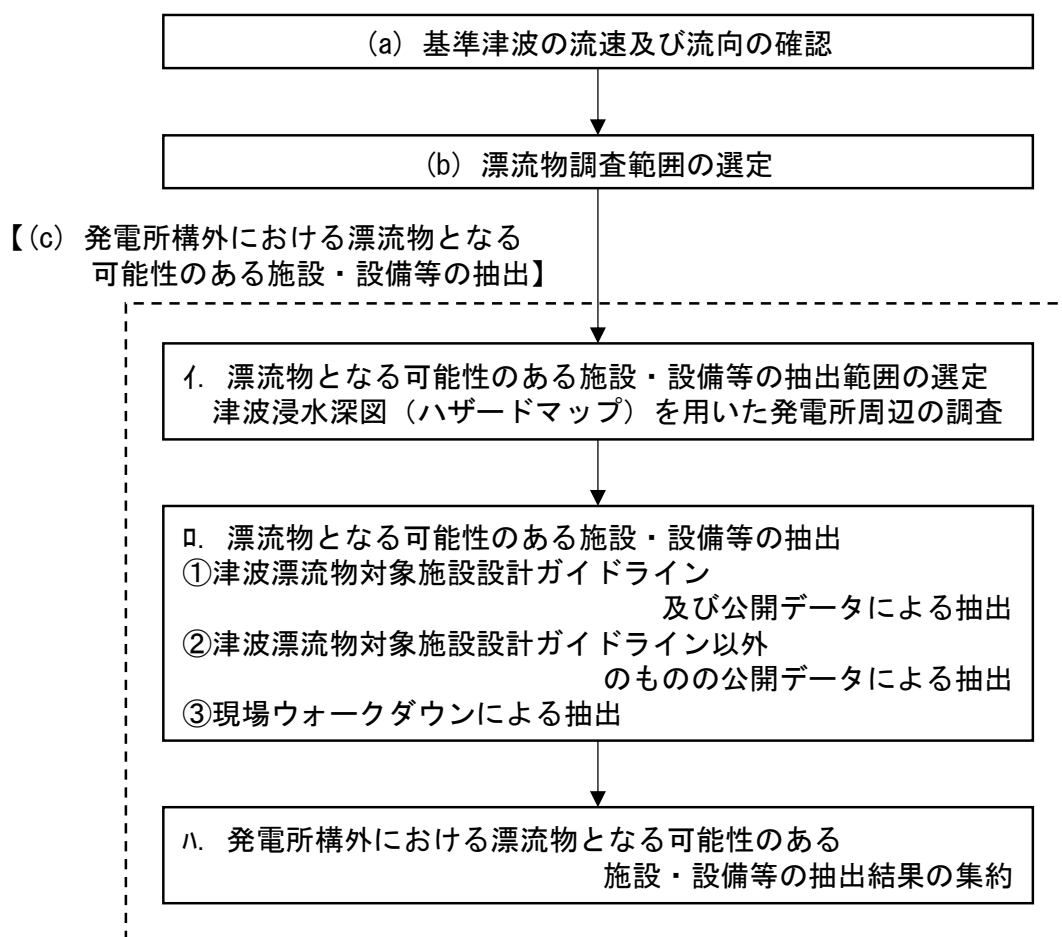 (a) 基準津波の流速及び流向の確認
(b) 漂流物調査範囲の選定
【(c) 発電所構外における漂流物となる
可能性のある施設・設備等の抽出】
ｲ. 漂流物となる可能性のある施設・設備等の抽出範囲の選定
津波浸水深図（ハザードマップ）を用いた発電所周辺の調査
ﾛ. 漂流物となる可能性のある施設・設備等の抽出
①津波漂流物対象施設設計ガイドライン
及び公開データによる抽出
②津波漂流物対象施設設計ガイドライン以外
のものの公開データによる抽出
③現場ウォークダウンによる抽出
ﾊ. 発電所構外における漂流物となる可能性のある
施設・設備等の抽出結果の集約